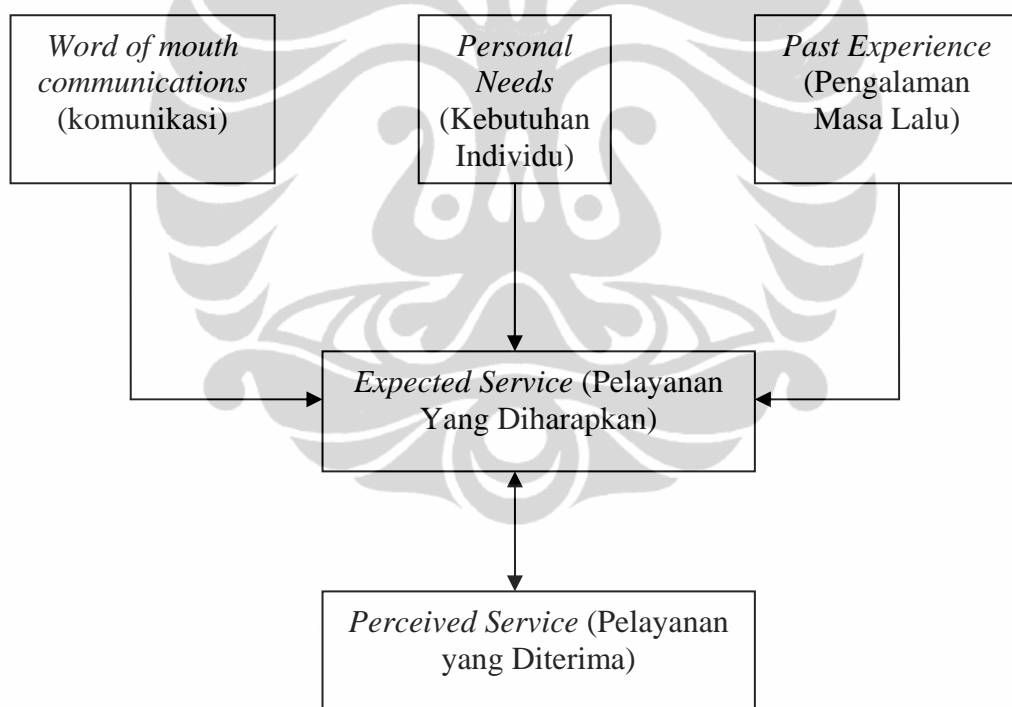 Word of mouth
communications
(komunikasi)
Personal
Needs
(Kebutuhan
Individu)
Past Experience
(Pengalaman
Masa Lalu)
Expected Service (Pelayanan
Yang Diharapkan)
Perceived Service (Pelayanan
yang Diterima)